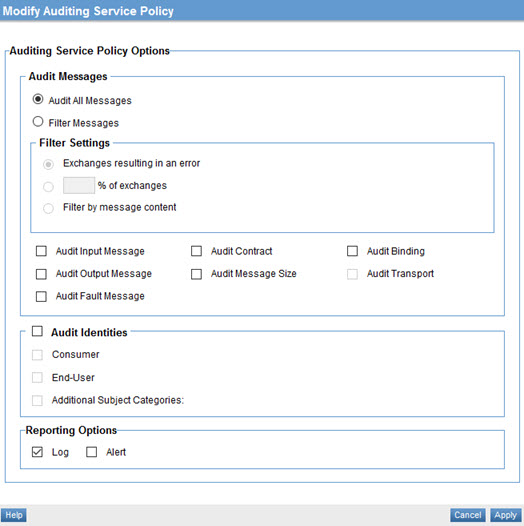 Modify Auditing Service Policy
Auditing Service Policy Options
Audit Messages
Audit All Messages
Filter Messages
Filter Settings
Exchanges resulting in an error
% of exchanges
Filter by message content
Audit Input Message Audit Contract Audit Binding
Audit Output Message Audit Message Size Audit Transport
Audit Fault Message
Audit Identities
Consumer
End-User
Additional Subject Categories:
Reporting Options
Log Alert
Help Cancel Apply